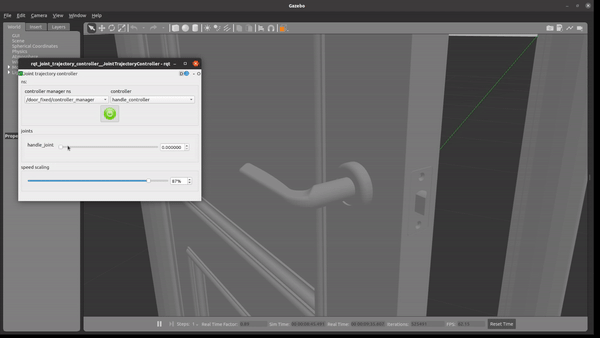 Gazebo
File Edit Camera View Window Help
World Insert Layers
GUI
Scene
Spherical Coordinates
Physics
rqt_joint_trajectory_controller__JointTrajectoryController - rqt
Joint trajectory controller
ns
controller manager ns controller
/door_fixed/controller_manager handle_controller
joints
handle_joint 0.000000
speed scaling
87%
Steps: Real Time Factor: Sim Time: Real Time: Iterations: FPS: Reset Time